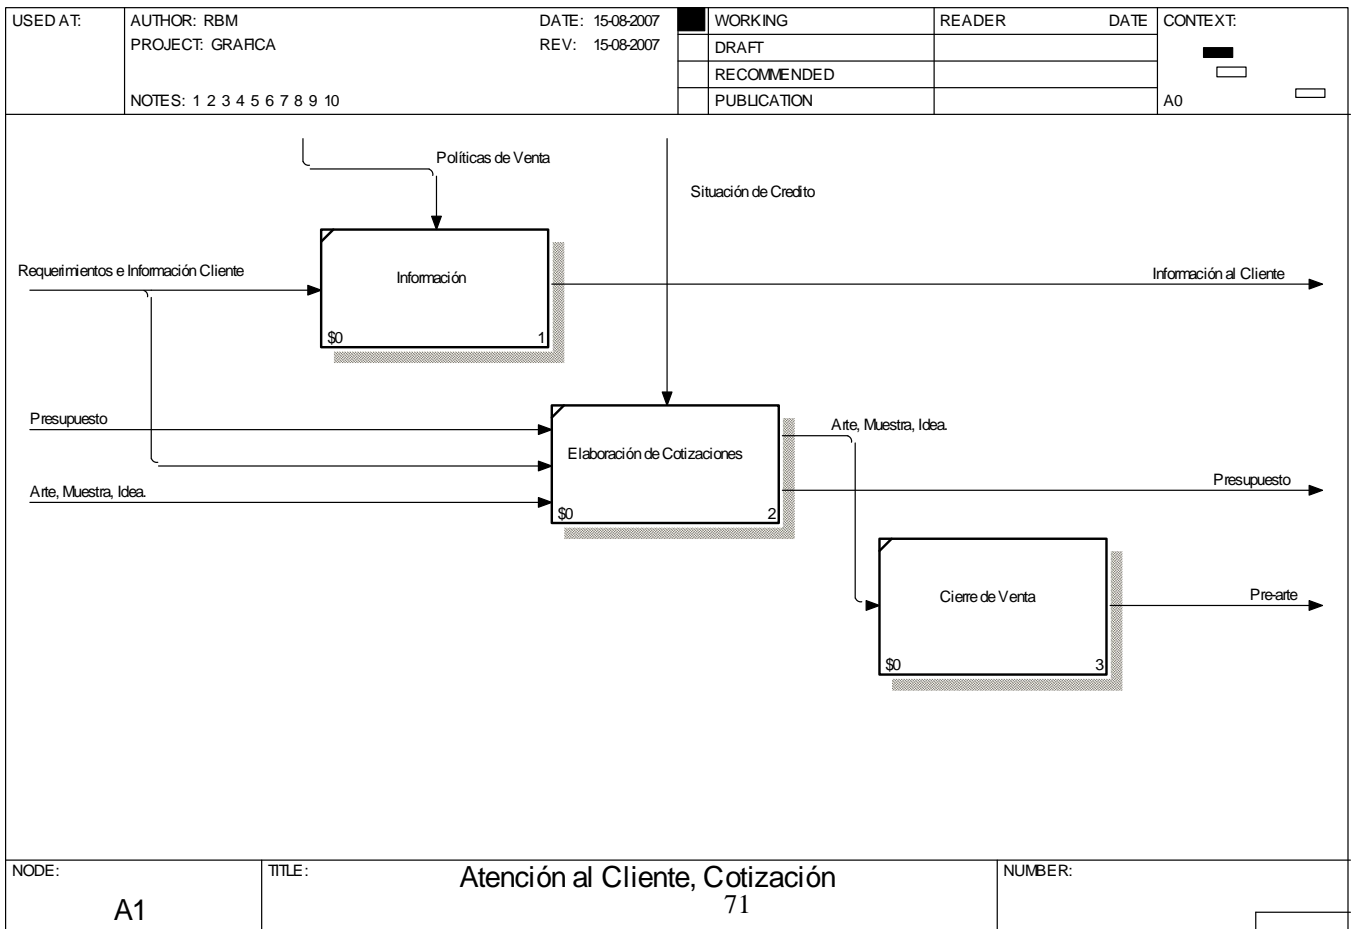 USED AT:
AUTHOR: RBM
DATE: 15-08-2007
PROJECT: GRAFICA
REV: 15-08-2007
NOTES: 1 2 3 4 5 6 7 8 9 10
WORKING
DRAFT
RECOMMENDED
PUBLICATION
READER
DATE
CONTEXT:
A0
Políticas de Venta
Situación de Credito
Requerimientos e Información Cliente
Información
$0
1
Información al Cliente
Presupuesto
Arte, Muestra, Idea.
Elaboración de Cotizaciones
$0
2
Arte, Muestra, Idea.
Presupuesto
Cierre de Venta
$0
3
Pre-arte
NODE:
A1
TITLE:
Atención al Cliente, Cotización
71
NUMBER: